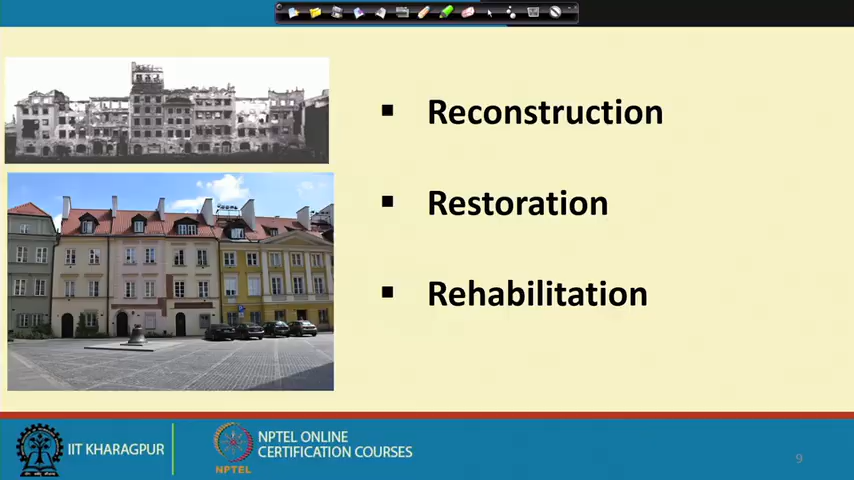 Reconstruction
Restoration
Rehabilitation
IIT KHARAGPUR
NPTEL
NPTEL ONLINE
CERTIFICATION COURSES
9